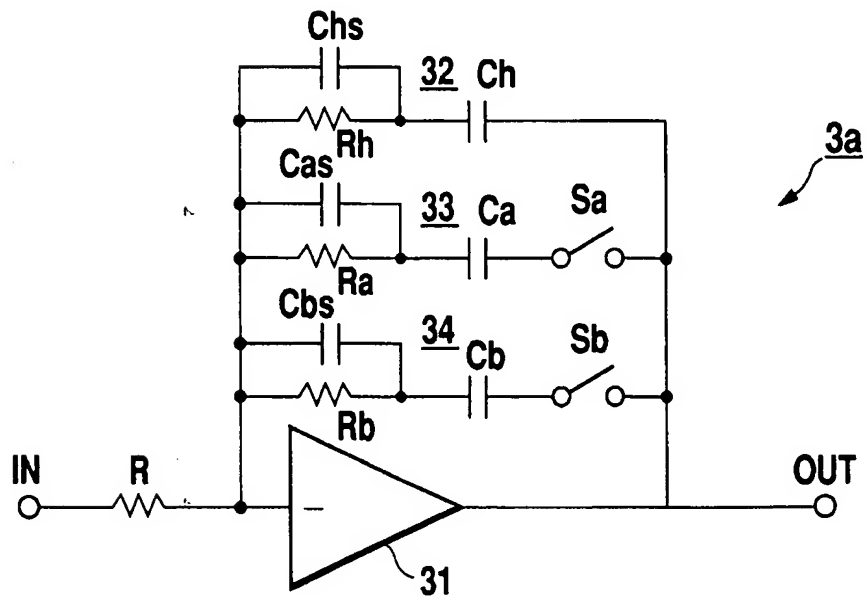 Chs
32 Ch
Rh
3a
Cas
33 Ca Sa
Ra
Cbs
34 Cb Sb
Rb
IN R OUT
−
31